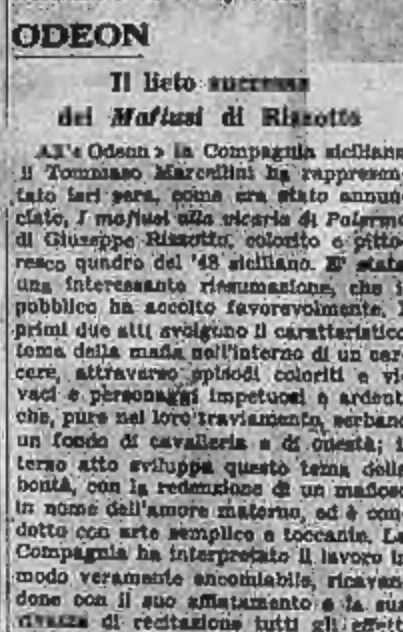 ODEON
Il lieto successo
dei Mafiusi di Rizzotto
All'« Odeon » la Compagnia siciliana
di Tommaso Marcellini ha rappresen-
tato ieri sera, come era stato annun-
ciato, I mafiusi alla vicaria di Palermo
di Giuseppe Rizzotto, colorito e pitto-
resco quadro del '48 siciliano. E' stata
una interessante riesumazione, che il
pubblico ha accolto favorevolmente. I
primi due atti svolgono il caratteristico
tema della mafia nell'interno di un car-
cere, attraverso episodi coloriti e vi-
vaci e personaggi impetuosi e ardenti
che, pure nel loro traviamento, serbano
un fondo di cavalleria e di onestà; il
terzo atto sviluppa questo tema della
bontà, con la redenzione di un mafioso
in nome dell'amore materno, ed è con-
dotto con arte semplice e toccante. La
Compagnia ha interpretato il lavoro in
modo veramente encomiabile, ricavan-
done con il suo affiatamento e la sua
di recitazione tutti gli effetti